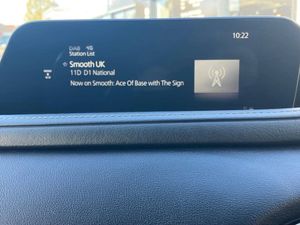 DAB 10:22
Station List
Smooth UK
11D D1 National
Now on Smooth: Ace Of Base with The Sign